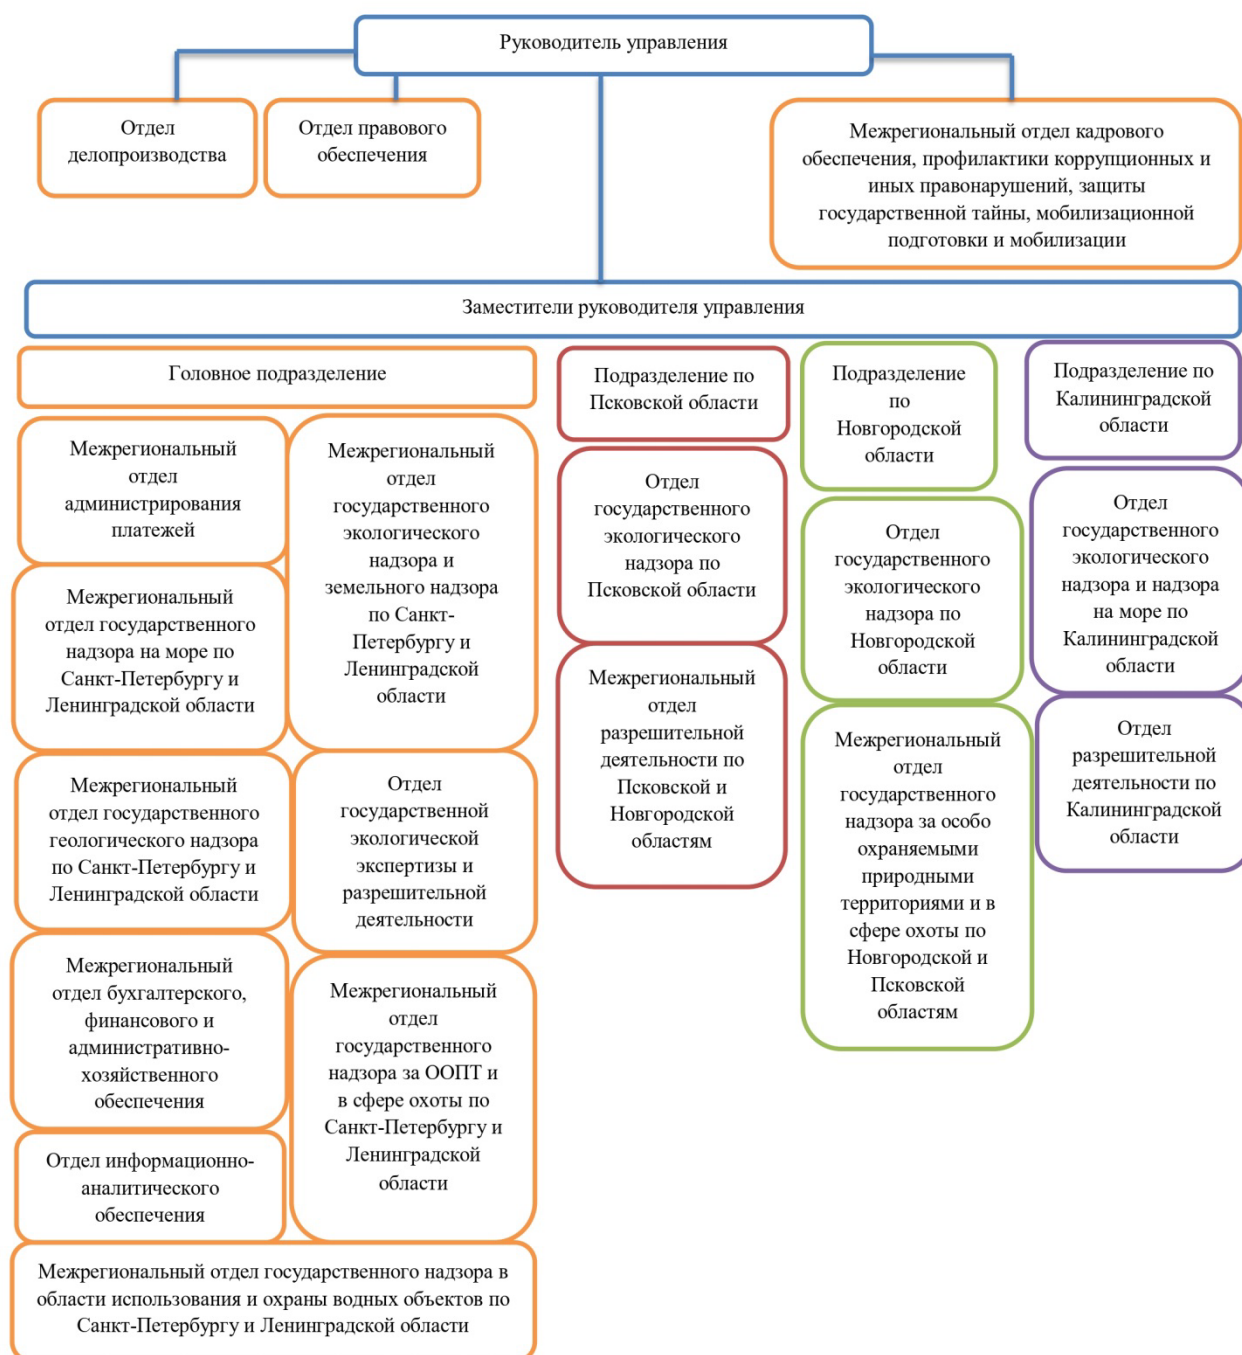 Руководитель управления
Отдел
делопроизводства
Отдел правового
обеспечения
Межрегиональный отдел кадрового
обеспечения, профилактики коррупционных и
иных правонарушений, защиты
государственной тайны, мобилизационной
подготовки и мобилизации
Заместители руководителя управления
Головное подразделение
Межрегиональный
отдел
администрирования
платежей
Межрегиональный
отдел государственного
надзора на море по
Санкт-Петербургу и
Ленинградской области
Межрегиональный
отдел государственного
геологического надзора
по Санкт-Петербургу и
Ленинградской области
Межрегиональный
отдел бухгалтерского,
финансового и
административно-
хозяйственного
обеспечения
Отдел информационно-
аналитического
обеспечения
Межрегиональный
отдел
государственного
экологического
надзора и
земельного надзора
по Санкт-
Петербургу и
Ленинградской
области
Отдел
государственной
экологической
экспертизы и
разрешительной
деятельности
Межрегиональный
отдел
государственного
надзора за ООПТ и
в сфере охоты по
Санкт-Петербургу и
Ленинградской
области
Межрегиональный отдел государственного надзора в
области использования и охраны водных объектов по
Санкт-Петербургу и Ленинградской области
Подразделение по
Псковской области
Отдел
государственного
экологического
надзора по
Псковской области
Межрегиональный
отдел
разрешительной
деятельности по
Псковской и
Новгородской
областям
Подразделение
по
Новгородской
области
Отдел
государственного
экологического
надзора по
Новгородской
области
Межрегиональный
отдел
государственного
надзора за особо
охраняемыми
природными
территориями и в
сфере охоты по
Новгородской и
Псковской
областям
Подразделение по
Калининградской
области
Отдел
государственного
экологического
надзора и надзора
на море по
Калининградской
области
Отдел
разрешительной
деятельности по
Калининградской
области